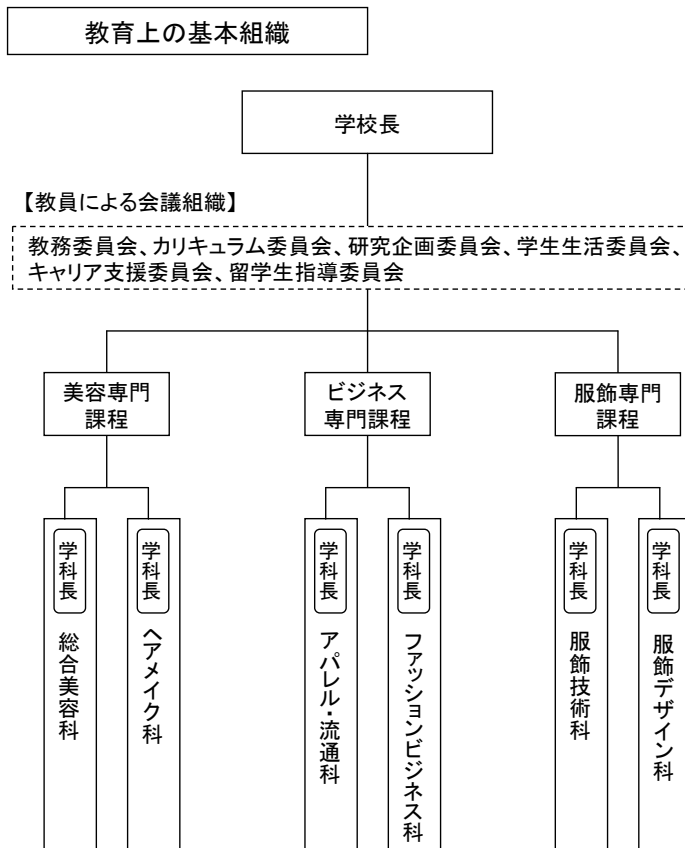 教育上の基本組織
学校長
【教員による会議組織】
教務委員会、カリキュラム委員会、研究企画委員会、学生生活委員会、
キャリア支援委員会、留学生指導委員会
美容専門
課程
ビジネス
専門課程
服飾専門
課程
学科長
総合美容科
学科長
ヘアメイク科
学科長
アパレル・流通科
学科長
ファッションビジネス科
学科長
服飾技術科
学科長
服飾デザイン科